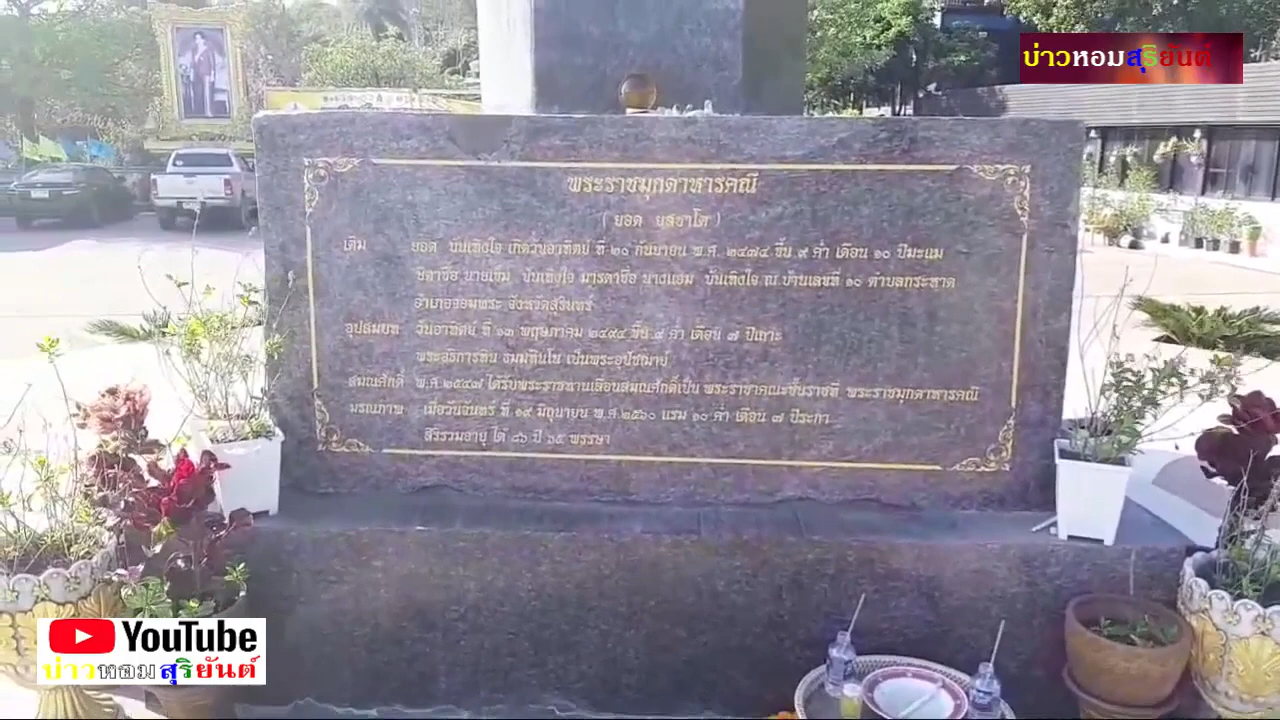 บ่าวหอมสุริยันต์
พระราชมุกดาหารคณี
( ยอด ยสชาโต )
เดิม ยอด บันเทิงใจ เกิดวันอาทิตย์ ที่ ๒๐ กันยายน พ.ศ. ๒๔๗๔ ขึ้น ๙ ค่ำ เดือน ๑๐ ปีมะแม
บิดาชื่อ นายเข็ม บันเทิงใจ มารดาชื่อ นางแอม บันเทิงใจ ณ บ้านเลขที่ ๑๐ ตำบลกระหาด
อำเภอจอมพระ จังหวัดสุรินทร์
อุปสมบท วันอาทิตย์ ที่ ๑๓ พฤษภาคม ๒๔๙๔ ขึ้น ๙ ค่ำ เดือน ๗ ปีเถาะ
พระอธิการทิน ธมฺมทินโน เป็นพระอุปัชฌาย์
สมณศักดิ์ พ.ศ.๒๕๔๗ ได้รับพระราชทานเลื่อนสมณศักดิ์เป็น พระราชาคณะชั้นราชที่ พระราชมุกดาหารคณี
มรณภาพ เมื่อวันจันทร์ ที่ ๑๙ มิถุนายน พ.ศ.๒๕๖๐ แรม ๑๐ ค่ำ เดือน ๗ ปีระกา
สิริรวมอายุ ได้ ๘๖ ปี ๖๕ พรรษา
YouTube
บ่าวหอมสุริยันต์